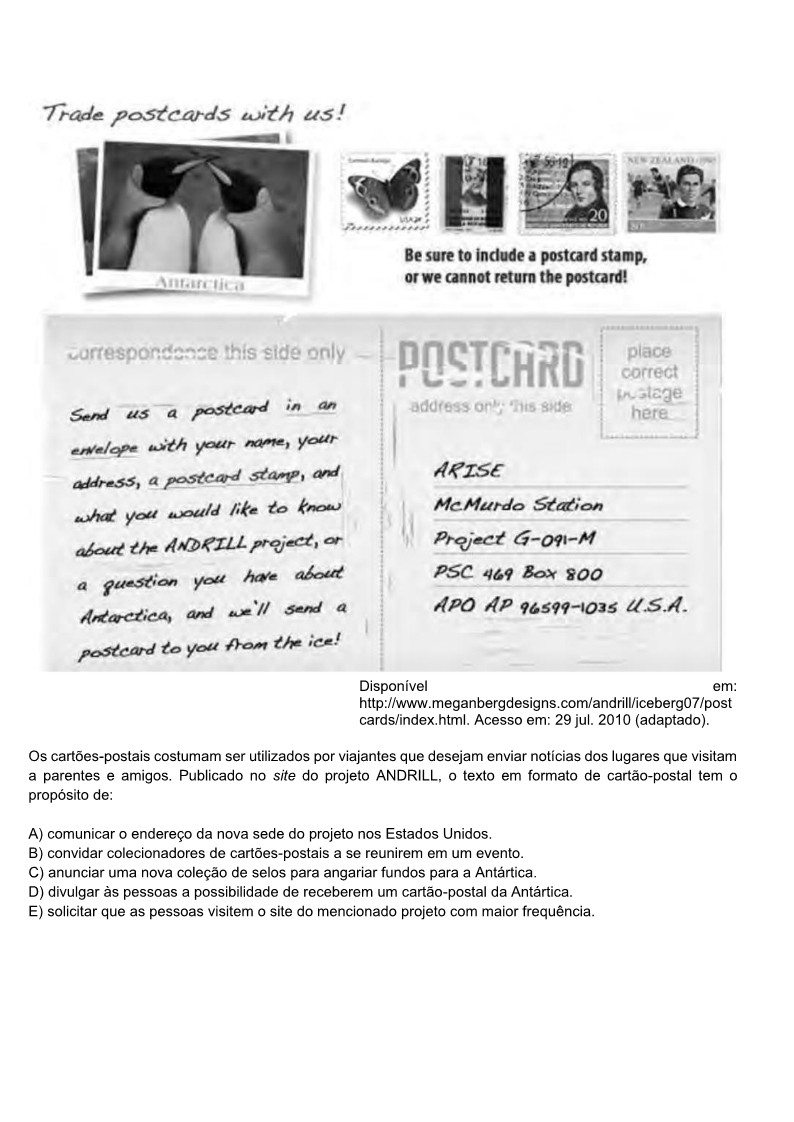 Trade postcards with us!
Antarctica
USA
20
NEW ZEALAND
Be sure to include a postcard stamp,
or we cannot return the postcard!
correspondence this side only
Send us a postcard in an
envelope with your name, your
address, a postcard stamp, and
what you would like to know
about the ANDRILL project, or
a question you have about
Antarctica, and we'll send a
postcard to you from the ice!
POSTCARD
address only this side
place
correct
postage
here
ARISE
McMurdo Station
Project G-091-M
PSC 469 Box 800
APO AP 96599-1035 U.S.A.
Disponível em:
http://www.meganbergdesigns.com/andrill/iceberg07/post
cards/index.html. Acesso em: 29 jul. 2010 (adaptado).
Os cartões-postais costumam ser utilizados por viajantes que desejam enviar notícias dos lugares que visitam
a parentes e amigos. Publicado no site do projeto ANDRILL, o texto em formato de cartão-postal tem o
propósito de:
A) comunicar o endereço da nova sede do projeto nos Estados Unidos.
B) convidar colecionadores de cartões-postais a se reunirem em um evento.
C) anunciar uma nova coleção de selos para angariar fundos para a Antártica.
D) divulgar às pessoas a possibilidade de receberem um cartão-postal da Antártica.
E) solicitar que as pessoas visitem o site do mencionado projeto com maior frequência.